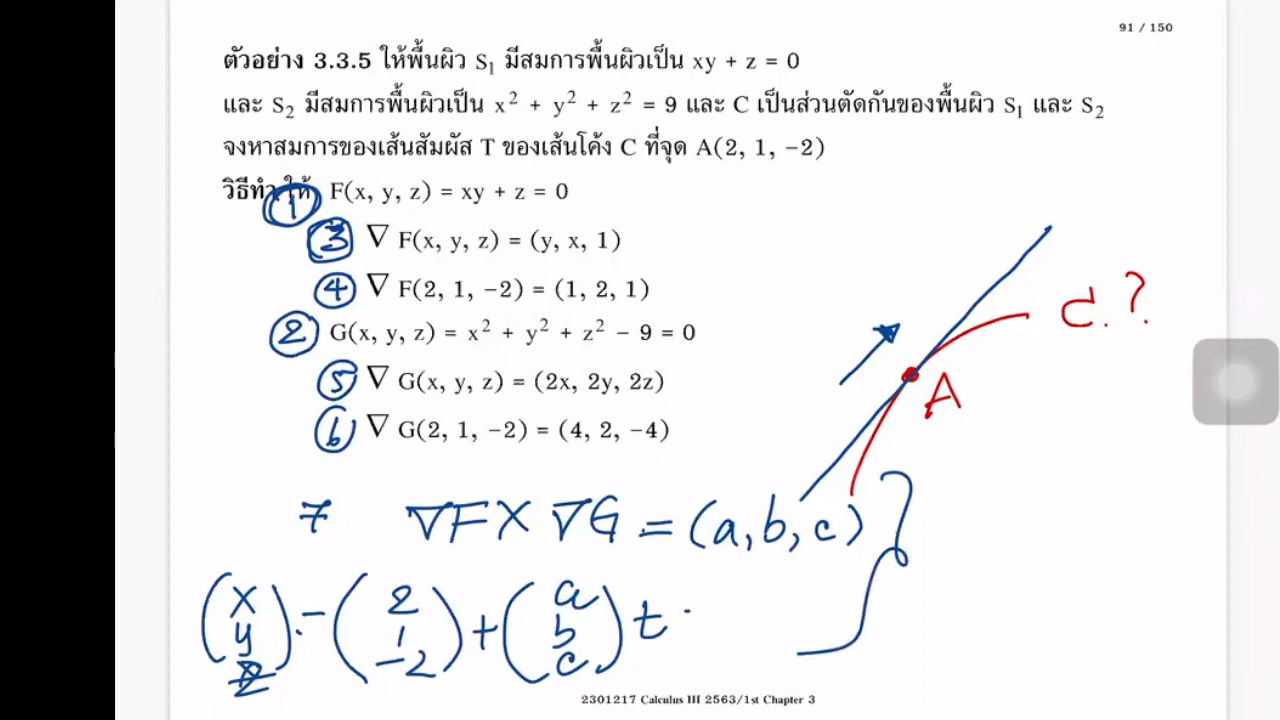 91 / 150
ตัวอย่าง 3.3.5 ให้พื้นผิว S₁ มีสมการพื้นผิวเป็น xy + z = 0
และ S₂ มีสมการพื้นผิวเป็น x² + y² + z² = 9 และ C เป็นส่วนตัดกันของพื้นผิว S₁ และ S₂
จงหาสมการของเส้นสัมผัส T ของเส้นโค้ง C ที่จุด A(2, 1, −2)
วิธีทำ ให้ F(x, y, z) = xy + z = 0
①
③ ∇ F(x, y, z) = (y, x, 1)
④ ∇ F(2, 1, −2) = (1, 2, 1)
C.?
② G(x, y, z) = x² + y² + z² − 9 = 0
⑤ ∇ G(x, y, z) = (2x, 2y, 2z)
A
⑥ ∇ G(2, 1, −2) = (4, 2, −4)
7 ∇F × ∇G = (a, b, c)
(x y z) = (2 1 −2) + (a b c) t
2301217 Calculus III 2563/1st Chapter 3